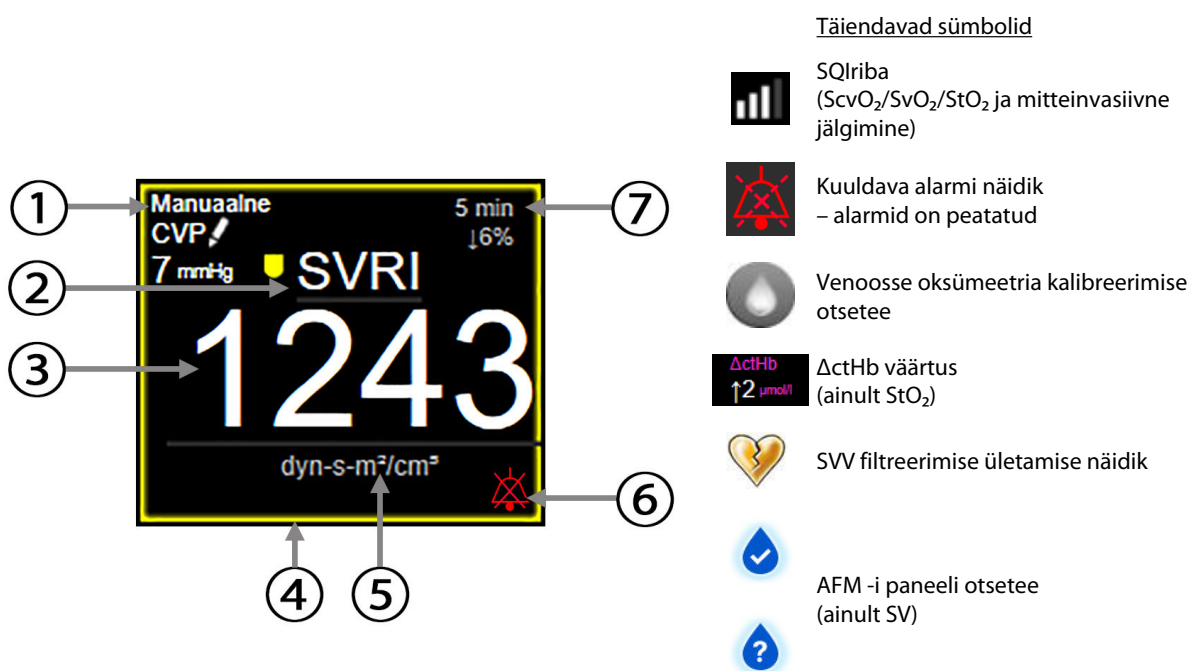 Täiendavad sümbolid
SQIriba
(ScvO₂/SvO₂/StO₂ ja mitteinvasiivne
jälgimine)
Kuuldava alarmi näidik
– alarmid on peatatud
Venoosse oksümeetria kalibreerimise
otsetee
ΔctHb
↑2 µmol/l
ΔctHb väärtus
(ainult StO₂)
SVV filtreerimise ületamise näidik
AFM -i paneeli otsetee
(ainult SV)
?
1
Manuaalne
CVP
7 mmHg
5 min
↓6%
7
2
SVRI
3
1243
dyn-s-m²/cm⁵
6
4
5